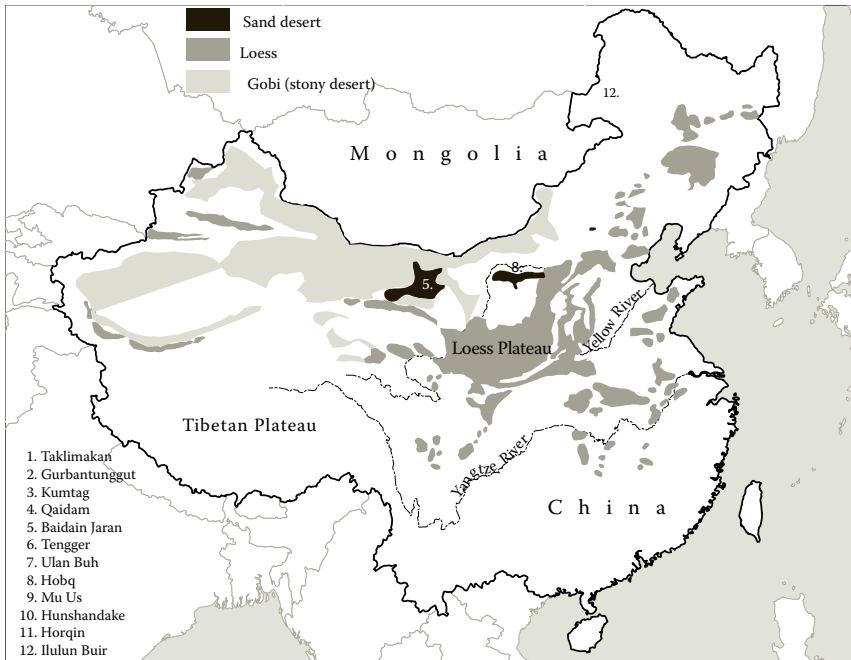 Sand desert
Loess
Gobi (stony desert)
12.
Mongolia
8.
5.
Yellow River
Loess Plateau
Tibetan Plateau
Yangtze River
China
1. Taklimakan
2. Gurbantunggut
3. Kumtag
4. Qaidam
5. Baidain Jaran
6. Tengger
7. Ulan Buh
8. Hobq
9. Mu Us
10. Hunshandake
11. Horqin
12. Ilulun Buir